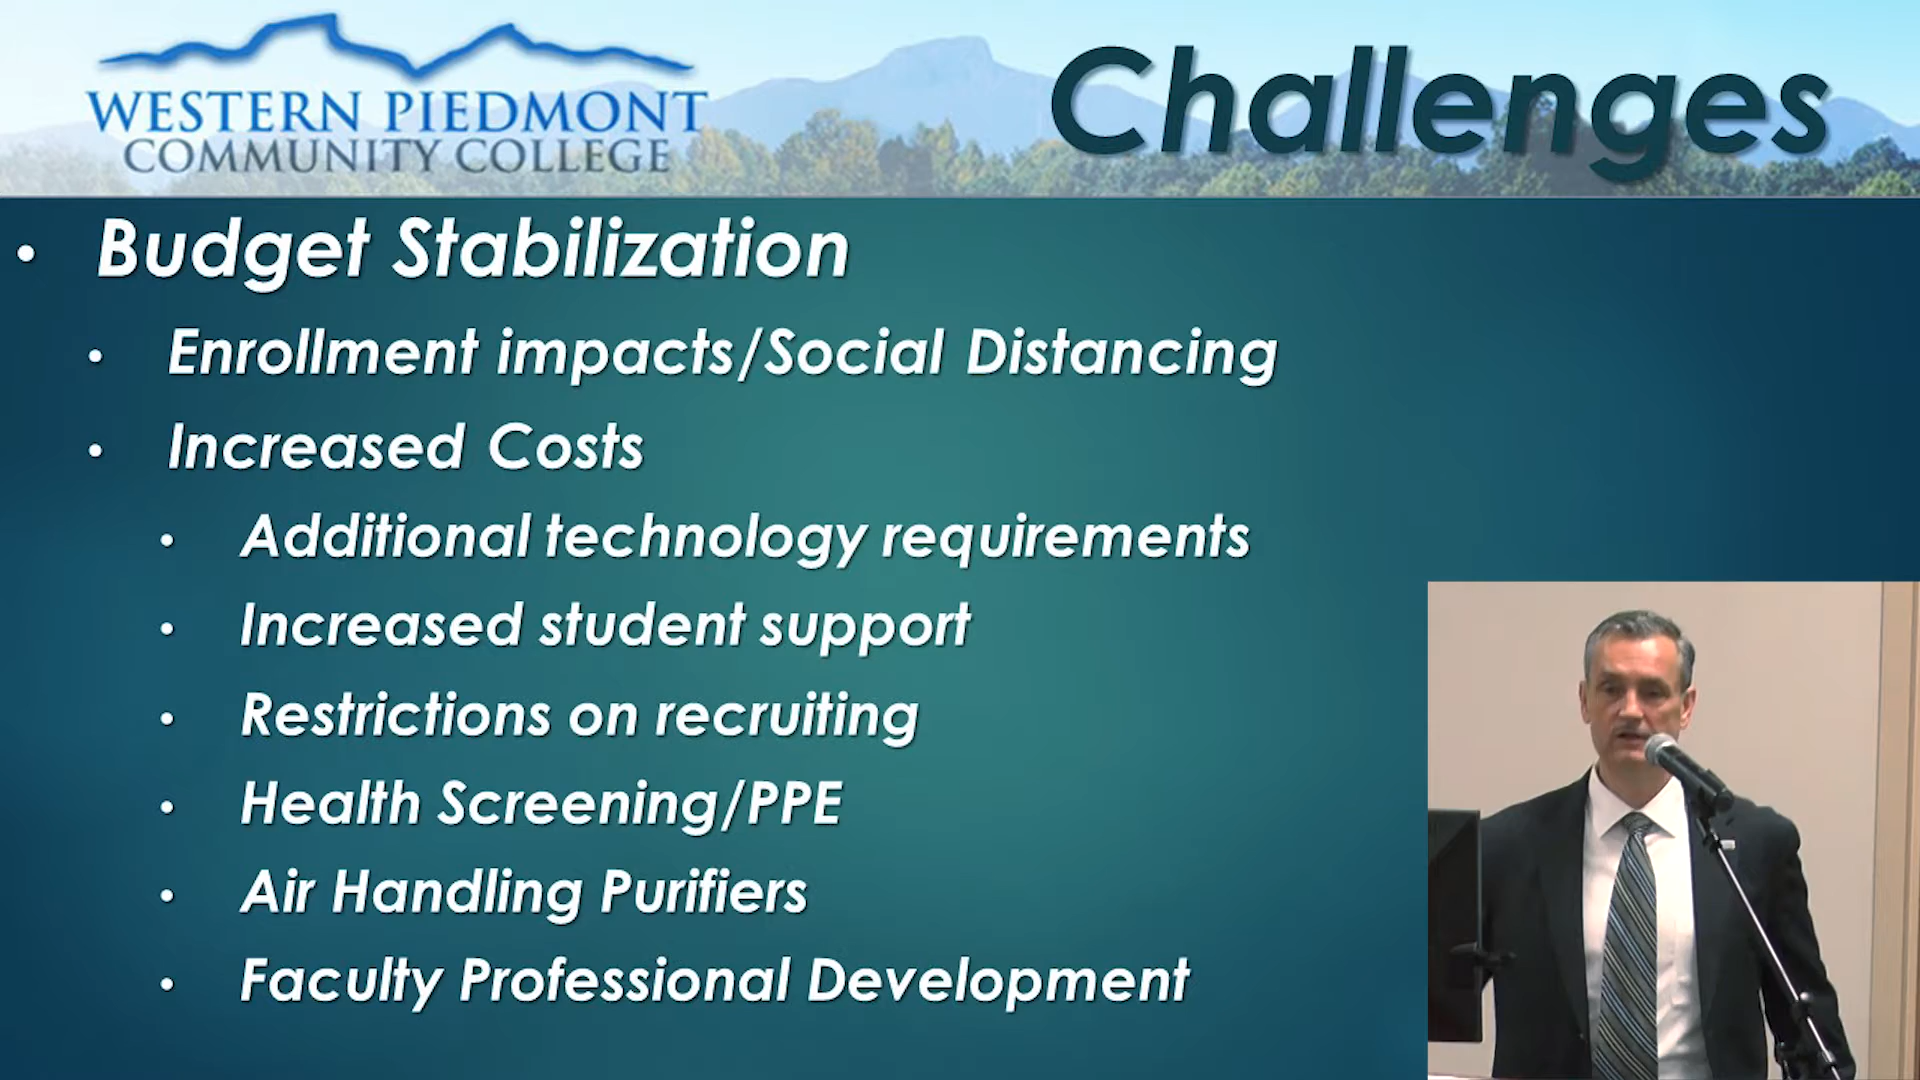 WESTERN PIEDMONT
COMMUNITY COLLEGE
Challenges
• Budget Stabilization
• Enrollment impacts/Social Distancing
• Increased Costs
• Additional technology requirements
• Increased student support
• Restrictions on recruiting
• Health Screening/PPE
• Air Handling Purifiers
• Faculty Professional Development